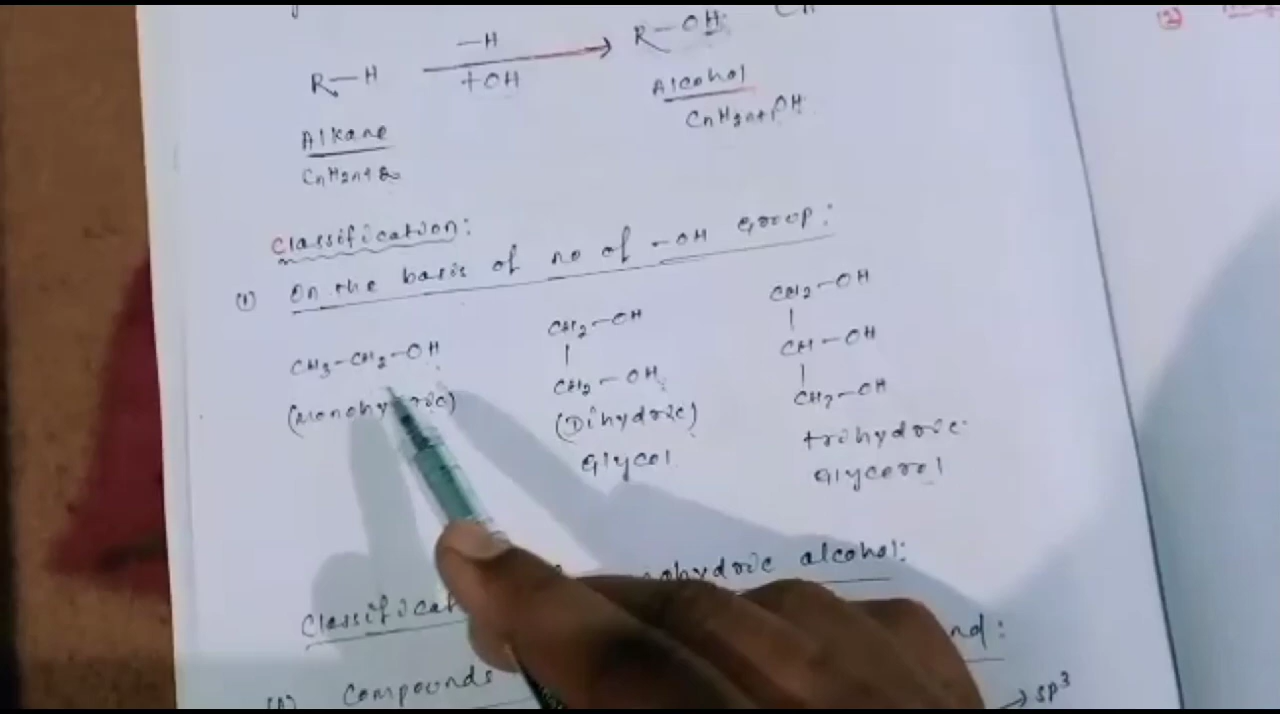 R—H —H +OH R—OH
Alkane
CnH2n+2
Alcohol
CnH2n+1OH
Classification:
(1) On the basis of no of —OH group:
CH3—CH2—OH
(Monohydric)
CH2—OH
|
CH2—OH
(Dihydric)
Glycol
CH2—OH
|
CH—OH
|
CH2—OH
trihydric
Glycerol
alcohol:
(A) Compounds
sp3
(2)